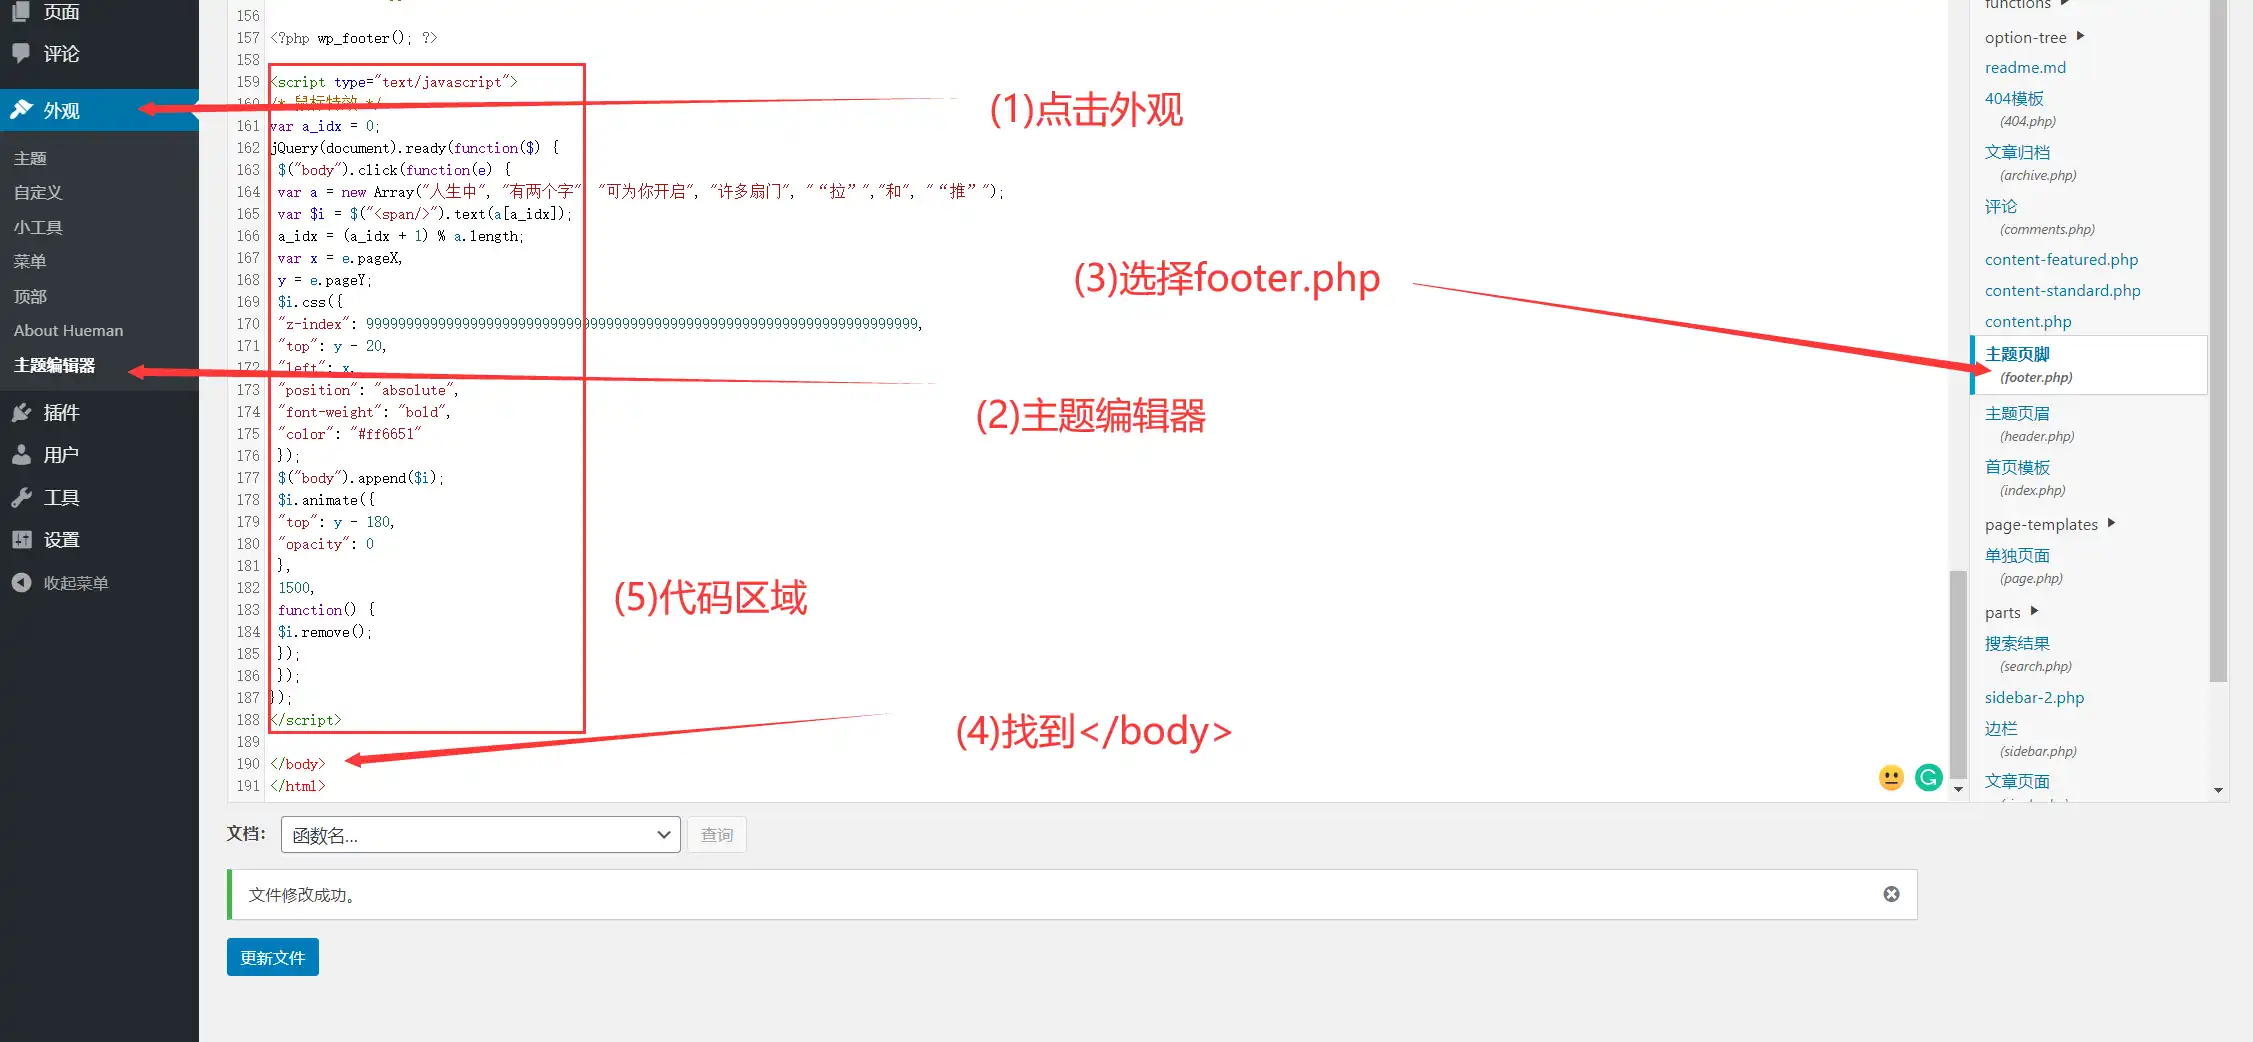 页面
评论
外观
主题
自定义
小工具
菜单
顶部
About Hueman
主题编辑器
插件
用户
工具
设置
收起菜单
156
157 <?php wp_footer(); ?>
158
159 <script type="text/javascript">
160 /* 鼠标特效 */
161 var a_idx = 0;
162 jQuery(document).ready(function($) {
163 $("body").click(function(e) {
164 var a = new Array("人生中", "有两个字" "可为你开启", "许多扇门", "“拉”","和", "“推”");
165 var $i = $("<span/>").text(a[a_idx]);
166 a_idx = (a_idx + 1) % a.length;
167 var x = e.pageX,
168 y = e.pageY;
169 $i.css({
170 "z-index":
171 "top": y - 20,
172 "left": x,
173 "position": "absolute",
174 "font-weight": "bold",
175 "color": "#ff6651"
176 });
177 $("body").append($i);
178 $i.animate({
179 "top": y - 180,
180 "opacity": 0
181 },
182 1500,
183 function() {
184 $i.remove();
185 });
186 });
187 });
188 </script>
189
190 </body>
191 </html>
(1)点击外观
(3)选择footer.php
(2)主题编辑器
(5)代码区域
(4)找到</body>
functions
option-tree
readme.md
404模板
(404.php)
文章归档
(archive.php)
评论
(comments.php)
content-featured.php
content-standard.php
content.php
主题页脚
(footer.php)
主题页眉
(header.php)
首页模板
(index.php)
page-templates
单独页面
(page.php)
parts
搜索结果
(search.php)
sidebar-2.php
边栏
(sidebar.php)
文章页面
文档：
函数名...
查询
文件修改成功。
更新文件